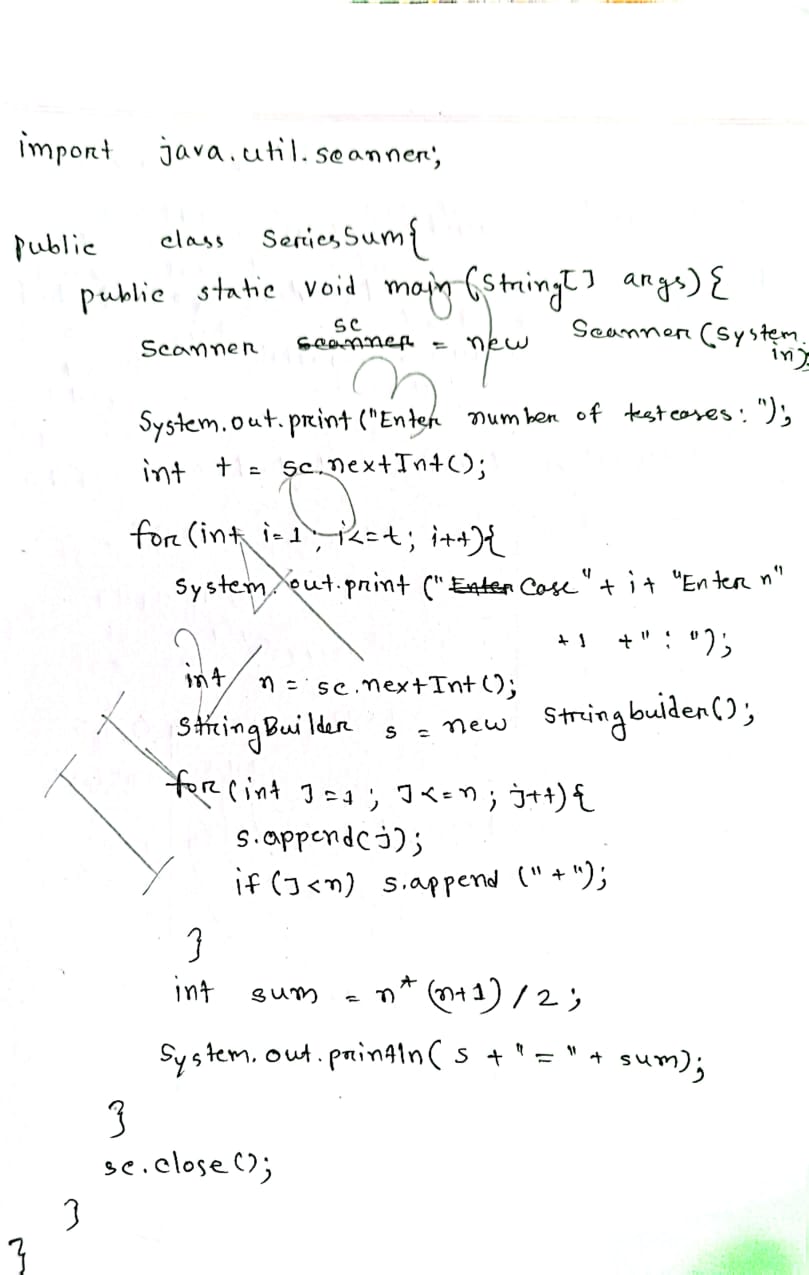 import java.util.scanner;
public class SeriesSum{
public static void main(String[] args){
Scanner sc = new Scanner(System.in);
System.out.print("Enter number of testcases: ");
int t = sc.nextInt();
for(int i=1; i<=t; i++){
System.out.print("Enter Case" + i + "Enter n"
+ 1 + " : ");
int n = sc.nextInt();
StringBuilder s = new Stringbuider();
for(int J=1; J<=n; j++){
s.append(j);
if (J<n) s.append ("+");
}
int sum = n*(n+1)/2;
System.out.println(s + "=" + sum);
}
sc.close();
}
}